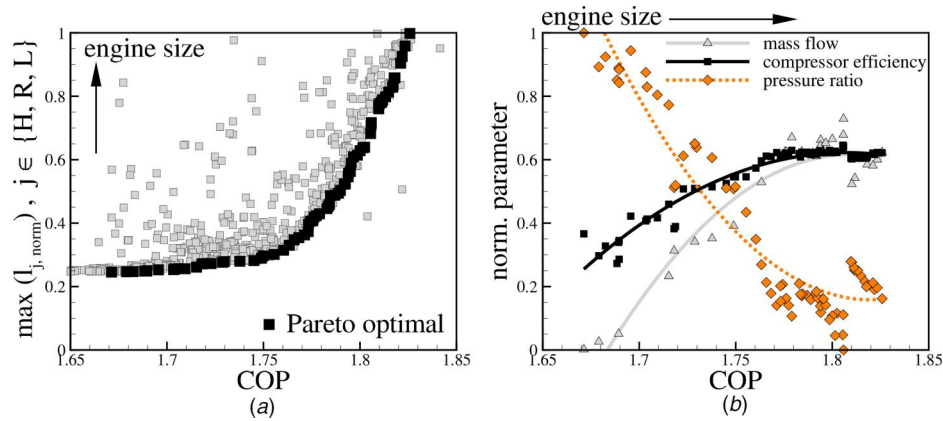 max (l_j, norm) , j ∈ {H, R, L}
1
0.8
0.6
0.4
0.2
0
engine size
Pareto optimal
1.65 1.7 1.75 1.8 1.85
COP
(a)
engine size
norm. parameter
1
0.8
0.6
0.4
0.2
0
mass flow
compressor efficiency
pressure ratio
1.65 1.7 1.75 1.8 1.85
COP
(b)